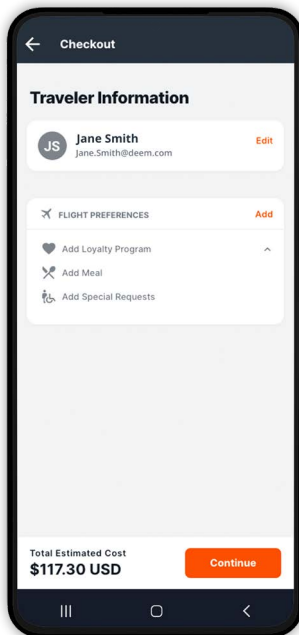 Checkout
Traveler Information
JS
Jane Smith
Edit
Jane.Smith@deem.com
FLIGHT PREFERENCES
Add
Add Loyalty Program
Add Meal
Add Special Requests
Total Estimated Cost
$117.30 USD
Continue